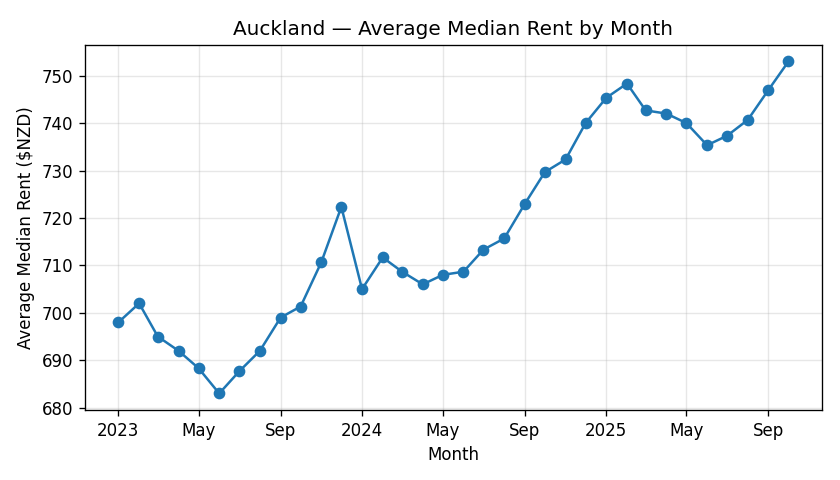 Auckland — Average Median Rent by Month
Average Median Rent ($NZD)
750
740
730
720
710
700
690
680
2023 May Sep 2024 May Sep 2025 May Sep
Month